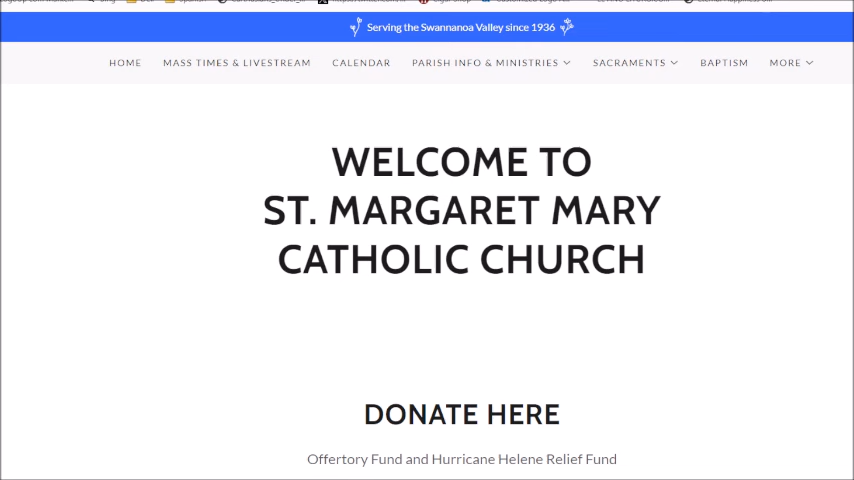 Serving the Swannanoa Valley since 1936
HOME MASS TIMES & LIVESTREAM CALENDAR PARISH INFO & MINISTRIES SACRAMENTS BAPTISM MORE
WELCOME TO
ST. MARGARET MARY
CATHOLIC CHURCH
DONATE HERE
Offertory Fund and Hurricane Helene Relief Fund